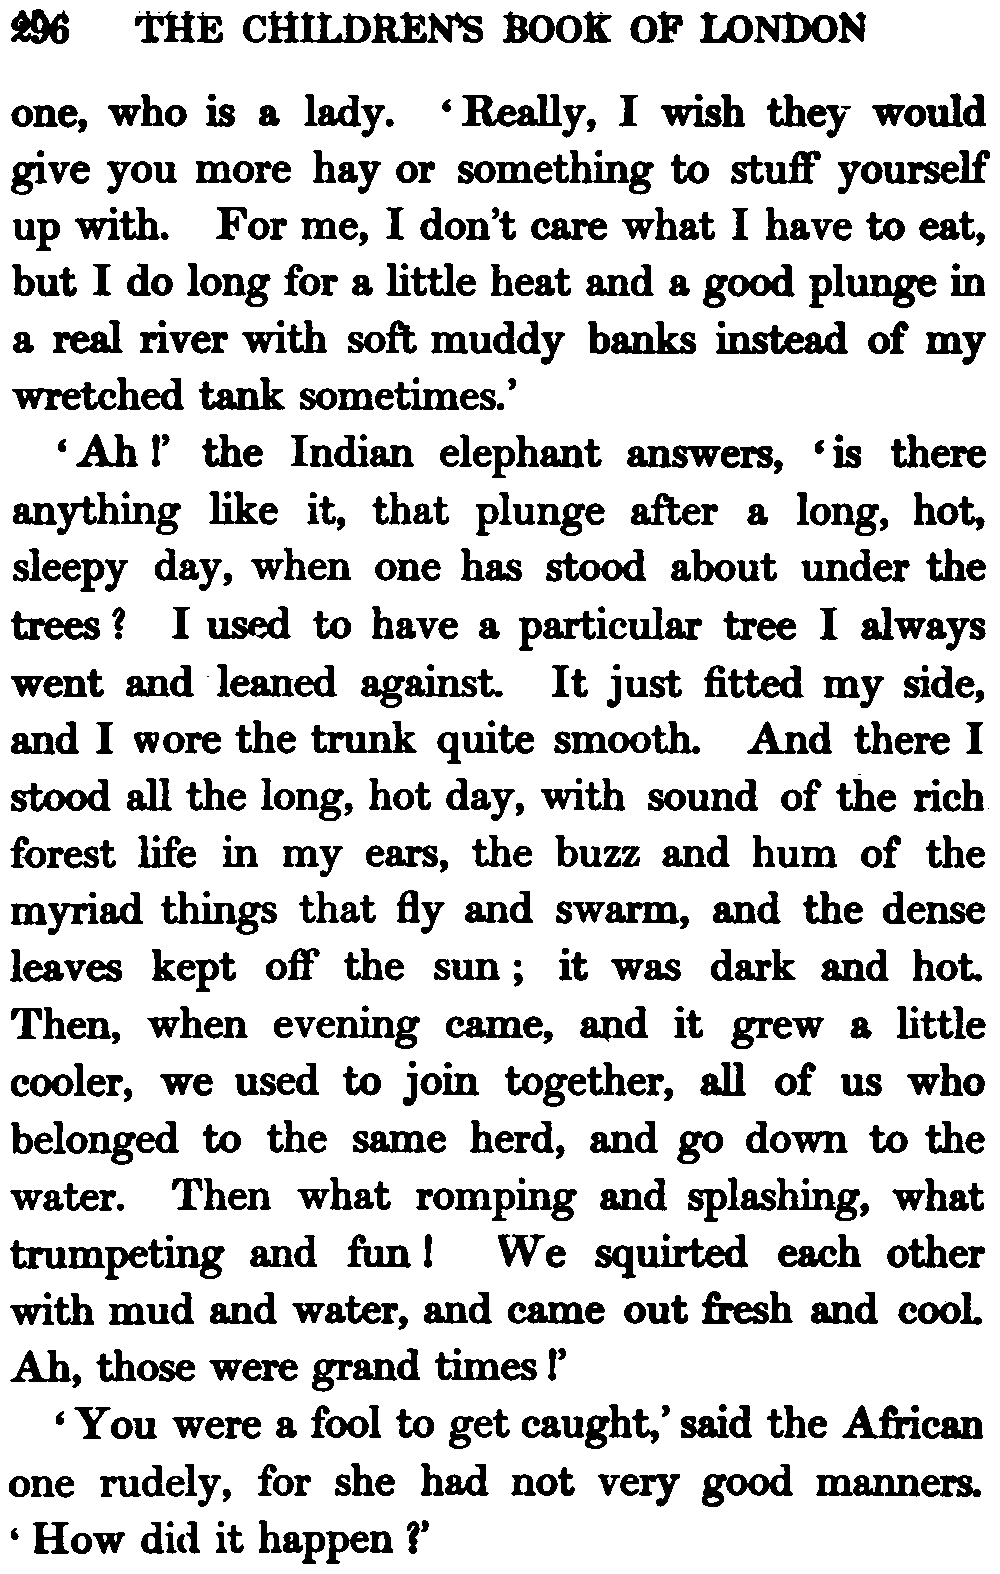 296 THE CHILDREN'S BOOK OF LONDON
one, who is a lady. ‘Really, I wish they would
give you more hay or something to stuff yourself
up with. For me, I don’t care what I have to eat,
but I do long for a little heat and a good plunge in
a real river with soft muddy banks instead of my
wretched tank sometimes.’
‘Ah !’ the Indian elephant answers, ‘is there
anything like it, that plunge after a long, hot,
sleepy day, when one has stood about under the
trees ? I used to have a particular tree I always
went and leaned against. It just fitted my side,
and I wore the trunk quite smooth. And there I
stood all the long, hot day, with sound of the rich
forest life in my ears, the buzz and hum of the
myriad things that fly and swarm, and the dense
leaves kept off the sun ; it was dark and hot.
Then, when evening came, and it grew a little
cooler, we used to join together, all of us who
belonged to the same herd, and go down to the
water. Then what romping and splashing, what
trumpeting and fun ! We squirted each other
with mud and water, and came out fresh and cool.
Ah, those were grand times !’
‘You were a fool to get caught,’ said the African
one rudely, for she had not very good manners.
‘How did it happen ?’